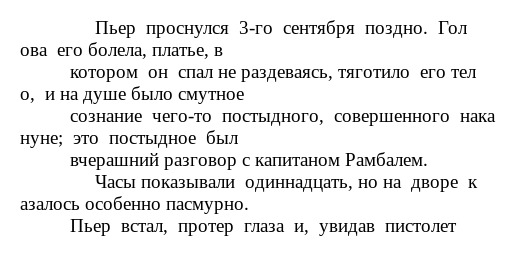 Пьер проснулся 3-го сентября поздно. Гол
ова его болела, платье, в
котором он спал не раздеваясь, тяготило его тел
о, и на душе было смутное
сознание чего-то постыдного, совершенного нака
нуне; это постыдное был
вчерашний разговор с капитаном Рамбалем.
Часы показывали одиннадцать, но на дворе к
азалось особенно пасмурно.
Пьер встал, протер глаза и, увидав пистолет